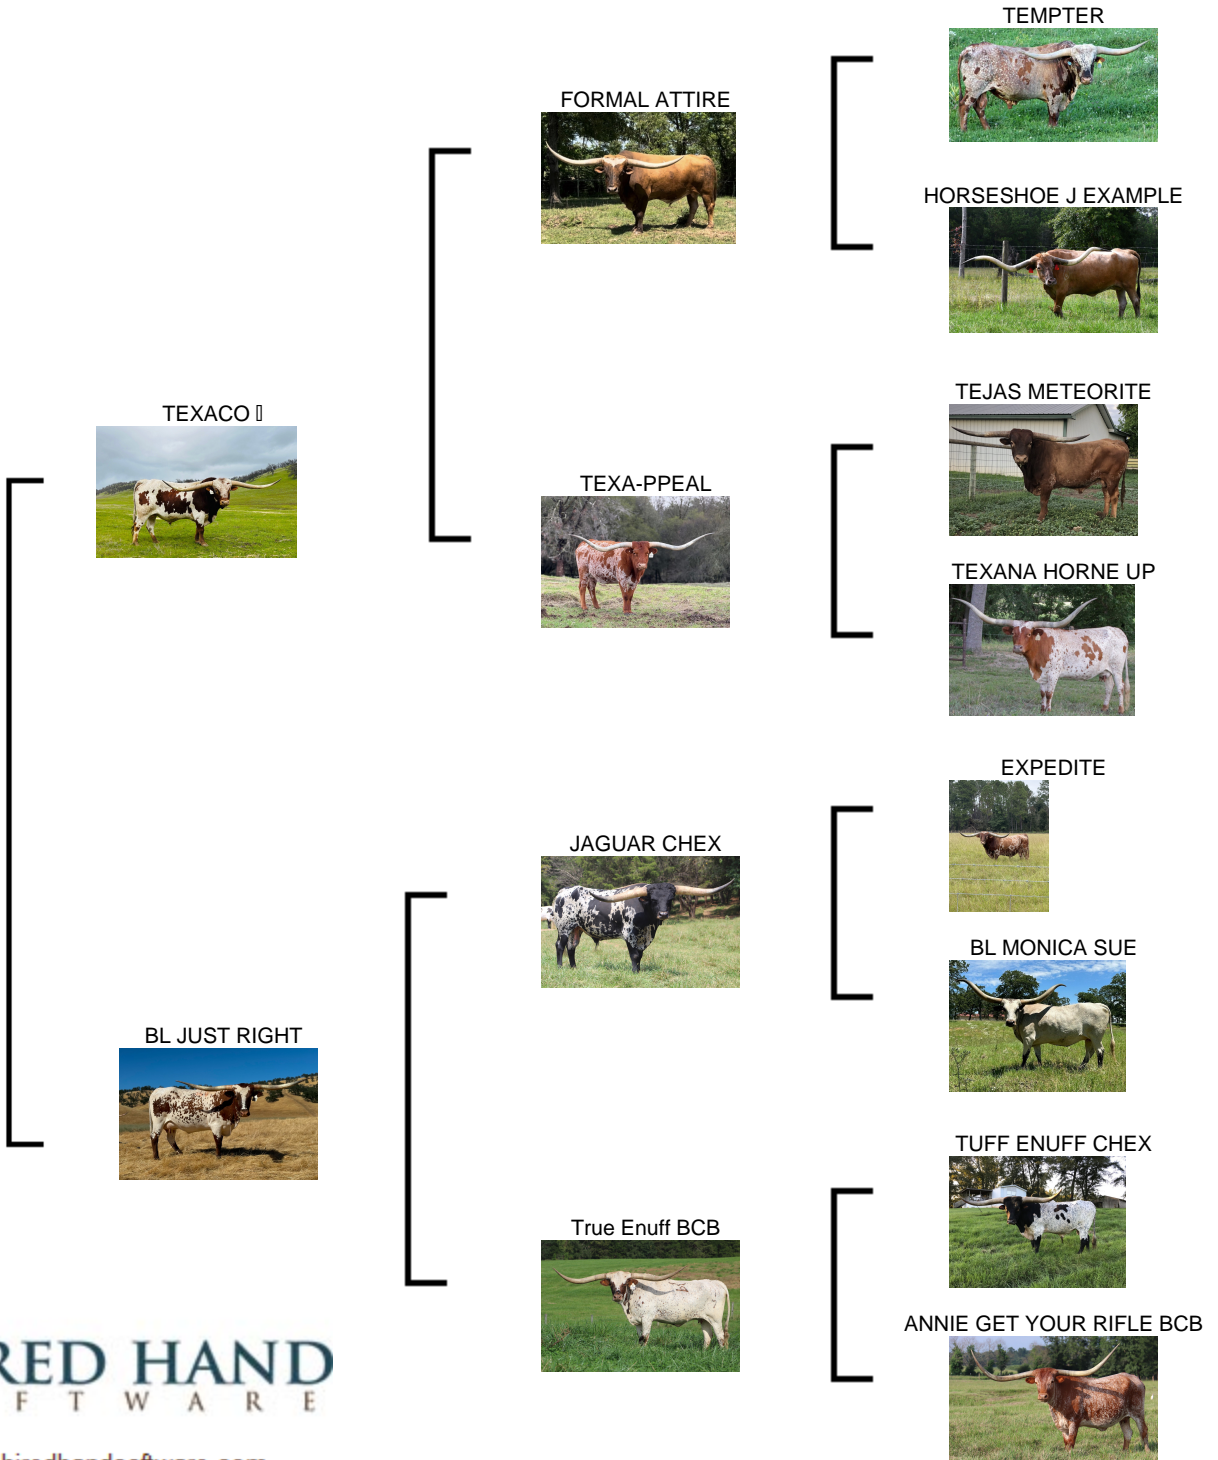 TEMPTER
FORMAL ATTIRE
HORSESHOE J EXAMPLE
TEJAS METEORITE
TEXACO
TEXA-PPEAL
TEXANA HORNE UP
EXPEDITE
JAGUAR CHEX
BL MONICA SUE
BL JUST RIGHT
TUFF ENUFF CHEX
True Enuff BCB
ANNIE GET YOUR RIFLE BCB
RED HAND
F T W A R E